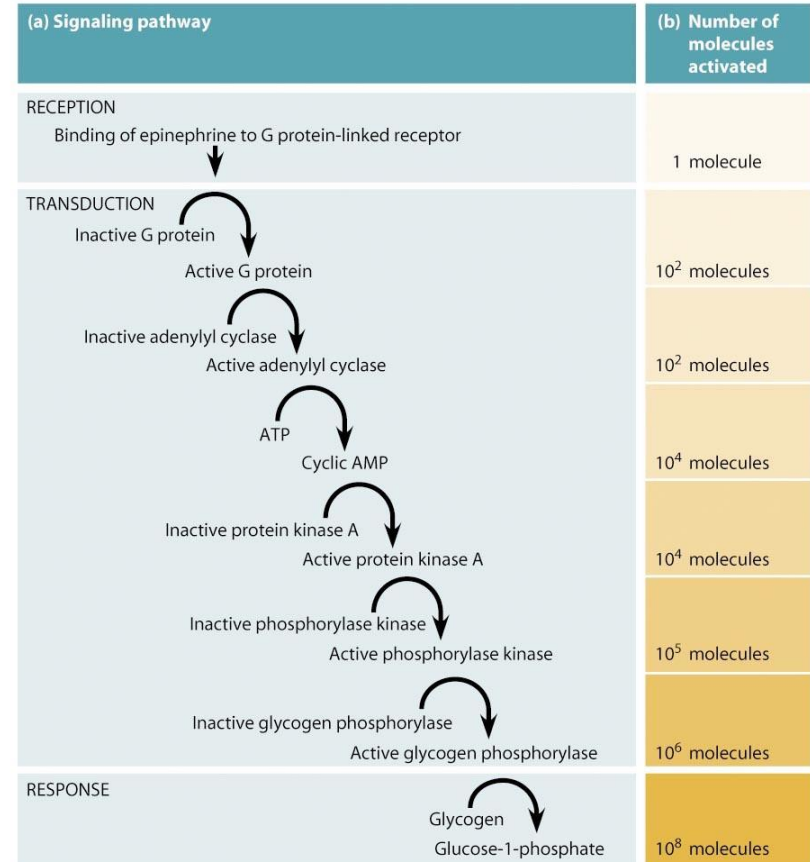 (a) Signaling pathway
(b) Number of
molecules
activated
RECEPTION
Binding of epinephrine to G protein-linked receptor
1 molecule
TRANSDUCTION
Inactive G protein
Active G protein
10² molecules
Inactive adenylyl cyclase
Active adenylyl cyclase
10² molecules
ATP
Cyclic AMP
10⁴ molecules
Inactive protein kinase A
Active protein kinase A
10⁴ molecules
Inactive phosphorylase kinase
Active phosphorylase kinase
10⁵ molecules
Inactive glycogen phosphorylase
Active glycogen phosphorylase
10⁶ molecules
RESPONSE
Glycogen
Glucose-1-phosphate
10⁸ molecules